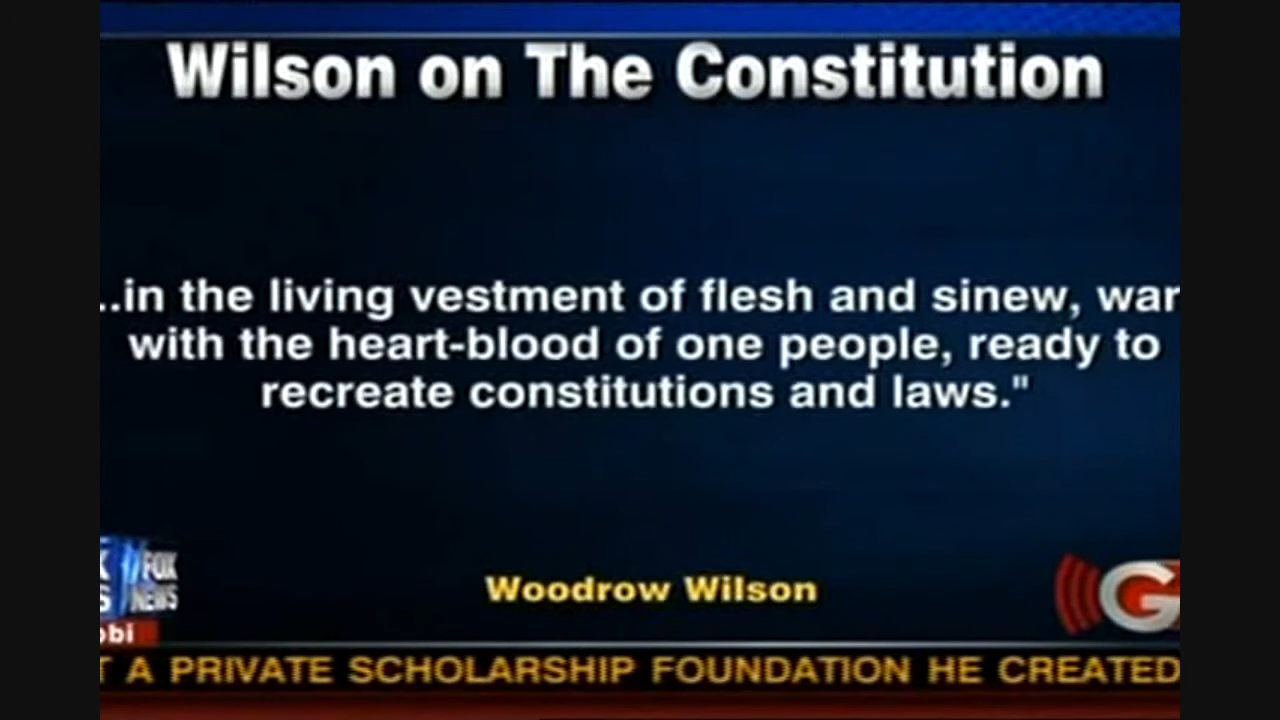 Wilson on The Constitution
..in the living vestment of flesh and sinew, war
with the heart-blood of one people, ready to
recreate constitutions and laws."
FOX
NEWS
Woodrow Wilson
G
obi
T A PRIVATE SCHOLARSHIP FOUNDATION HE CREATED